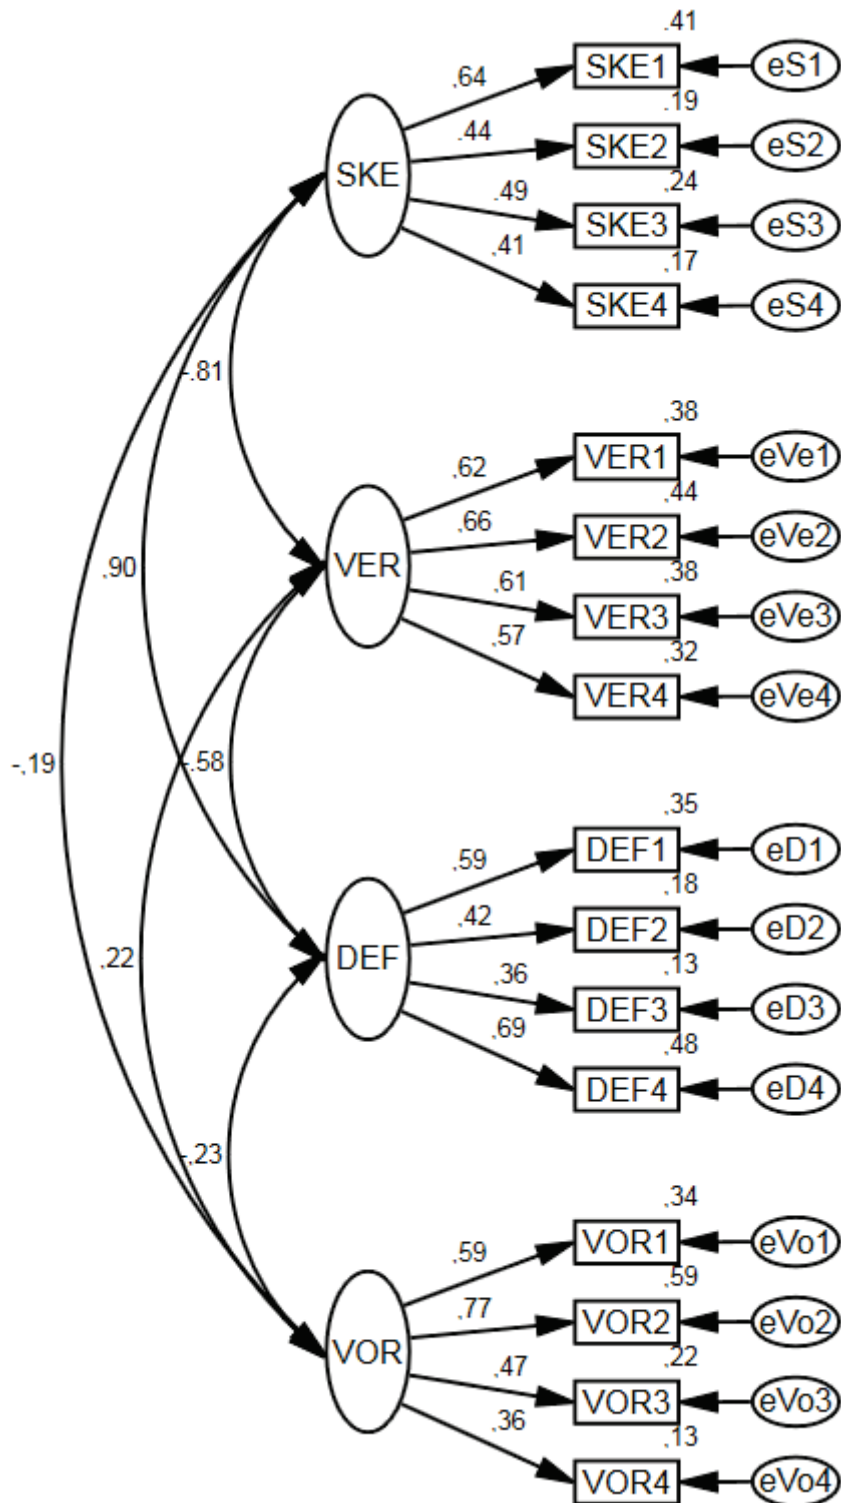 .41
,64 SKE1 eS1
.19
.44 SKE2 eS2
SKE
,24
.49 SKE3 eS3
,17
.41 SKE4 eS4
-.81
,38
,62 VER1 eVe1
,44
,66 VER2 eVe2
VER
,90
,38
,61 VER3 eVe3
,32
,57 VER4 eVe4
-,19
-.58
,35
,59 DEF1 eD1
,18
,42 DEF2 eD2
DEF
,22
,13
,36 DEF3 eD3
,48
,69 DEF4 eD4
-,23
,34
,59 VOR1 eVo1
,59
,77 VOR2 eVo2
VOR
,22
,47 VOR3 eVo3
,13
,36 VOR4 eVo4